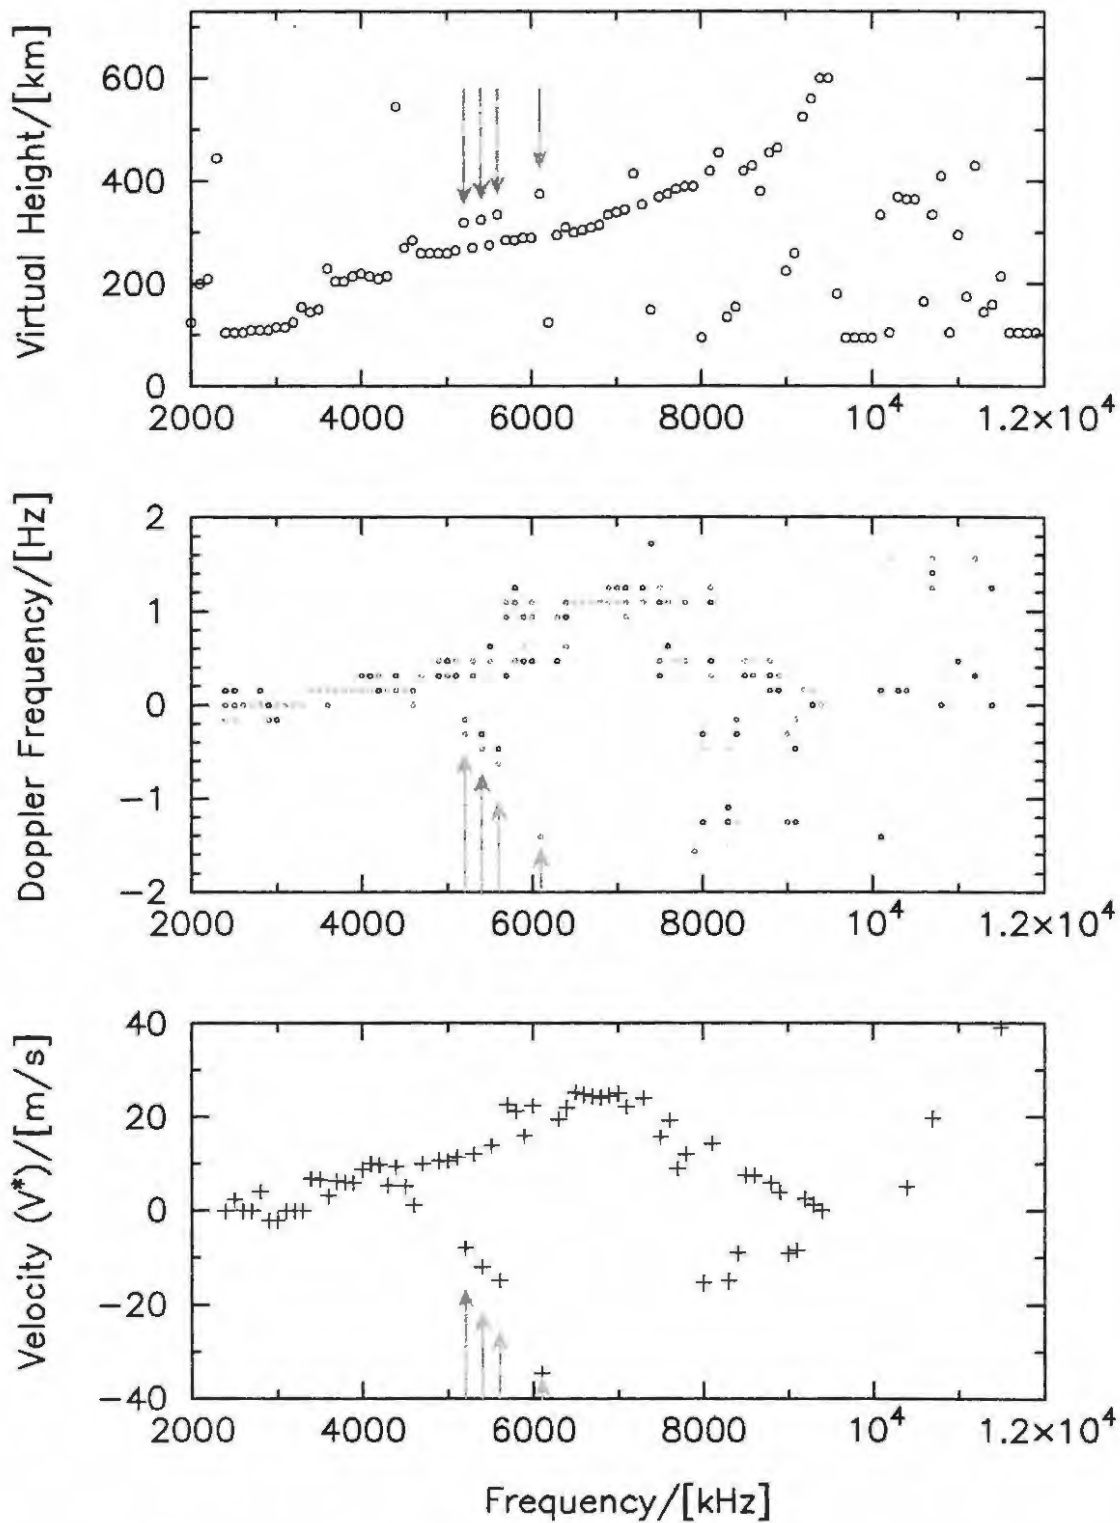 Virtual Height/[km]
600
400
200
0
2000 4000 6000 8000 10⁴ 1.2×10⁴
Doppler Frequency/[Hz]
2
1
0
−1
−2
2000 4000 6000 8000 10⁴ 1.2×10⁴
Velocity (V*)/[m/s]
40
20
0
−20
−40
2000 4000 6000 8000 10⁴ 1.2×10⁴
Frequency/[kHz]